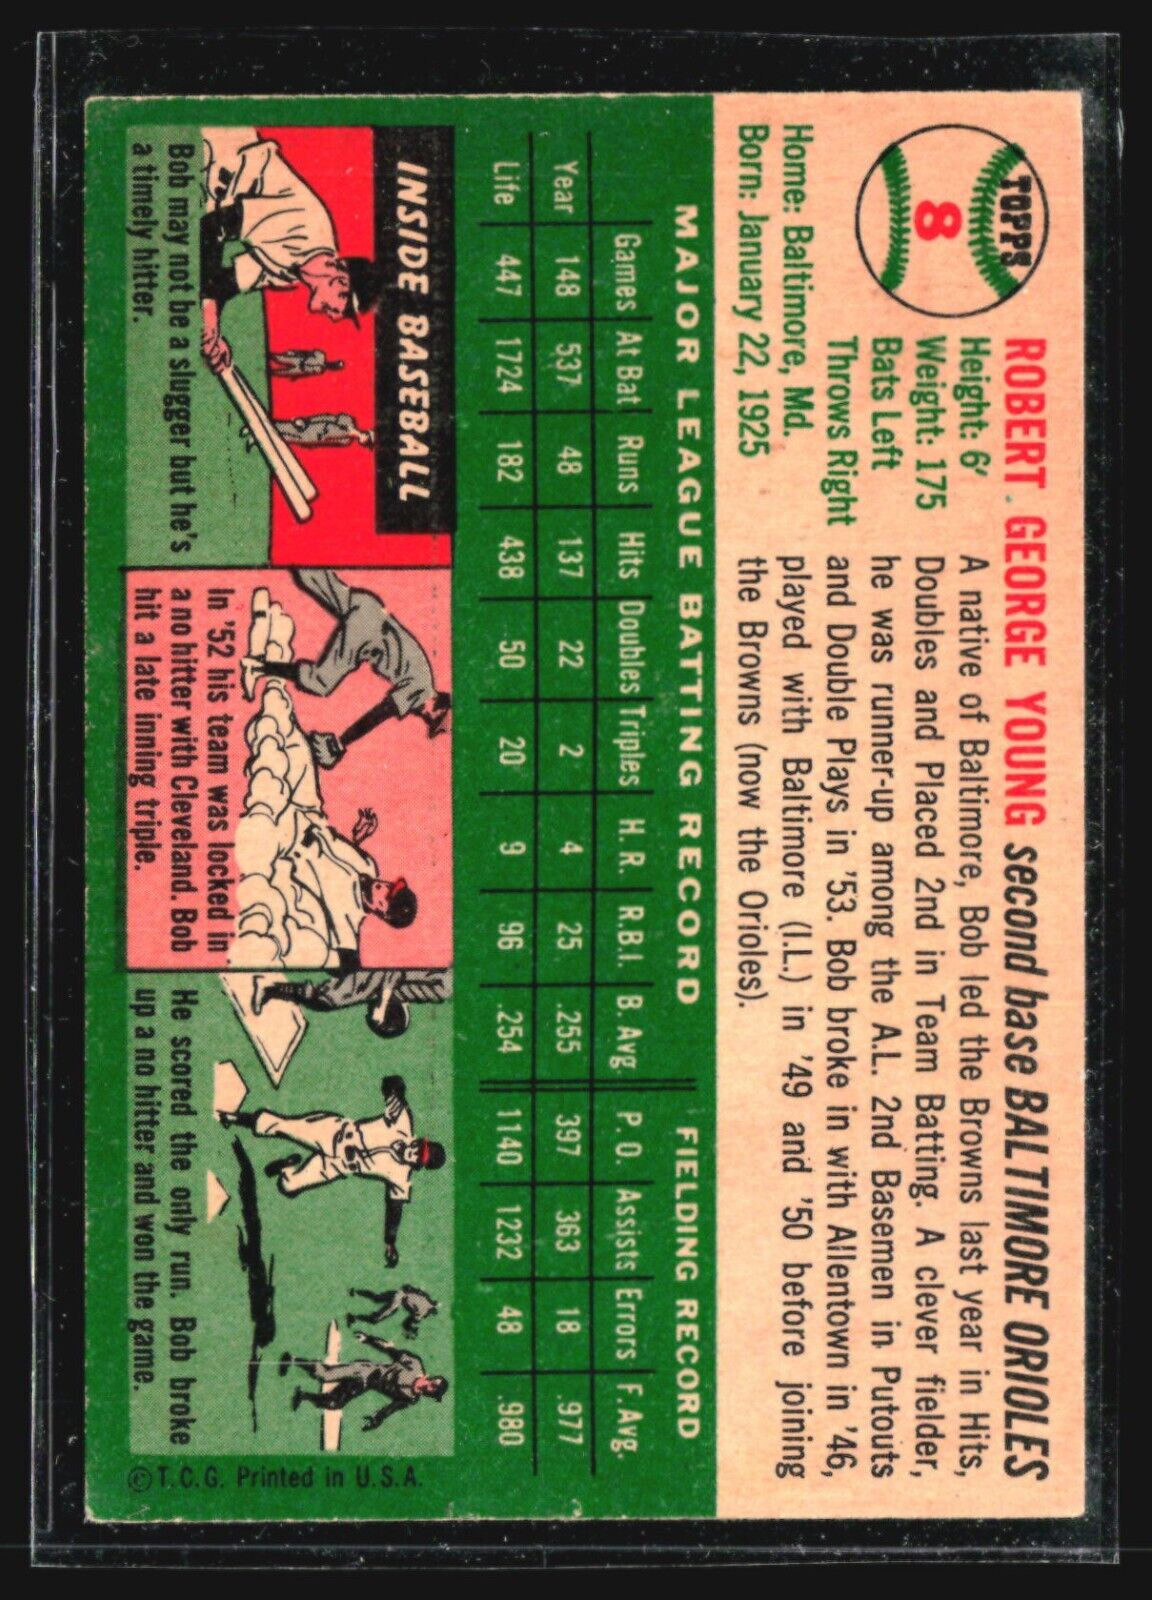 TOPPS
8
ROBERT GEORGE YOUNG second base BALTIMORE ORIOLES
Height: 6'
Weight: 175
Bats Left
Throws Right
Home: Baltimore, Md.
Born: January 22, 1925
A native of Baltimore, Bob led the Browns last year in Hits,
Doubles and Placed 2nd in Team Batting. A clever fielder,
he was runner-up among the A.L. 2nd Basemen in Putouts
and Double Plays in '53. Bob broke in with Allentown in '46,
played with Baltimore (I.L.) in '49 and '50 before joining
the Browns (now the Orioles).
MAJOR LEAGUE BATTING RECORD FIELDING RECORD
Games At Bat Runs Hits Doubles Triples H. R. R.B.I. B. Avg. P. O. Assists Errors F. Avg.
Year 148 537 48 137 22 2 4 25 .255 397 363 18 .977
Life 447 1724 182 438 50 20 9 96 .254 1140 1232 48 .980
INSIDE BASEBALL
Bob may not be a slugger but he's
a timely hitter.
In '52 his team was locked in
a no hitter with Cleveland. Bob
hit a late inning triple.
He scored the only run. Bob broke
up a no hitter and won the game.
© T.C.G. Printed in U.S.A.